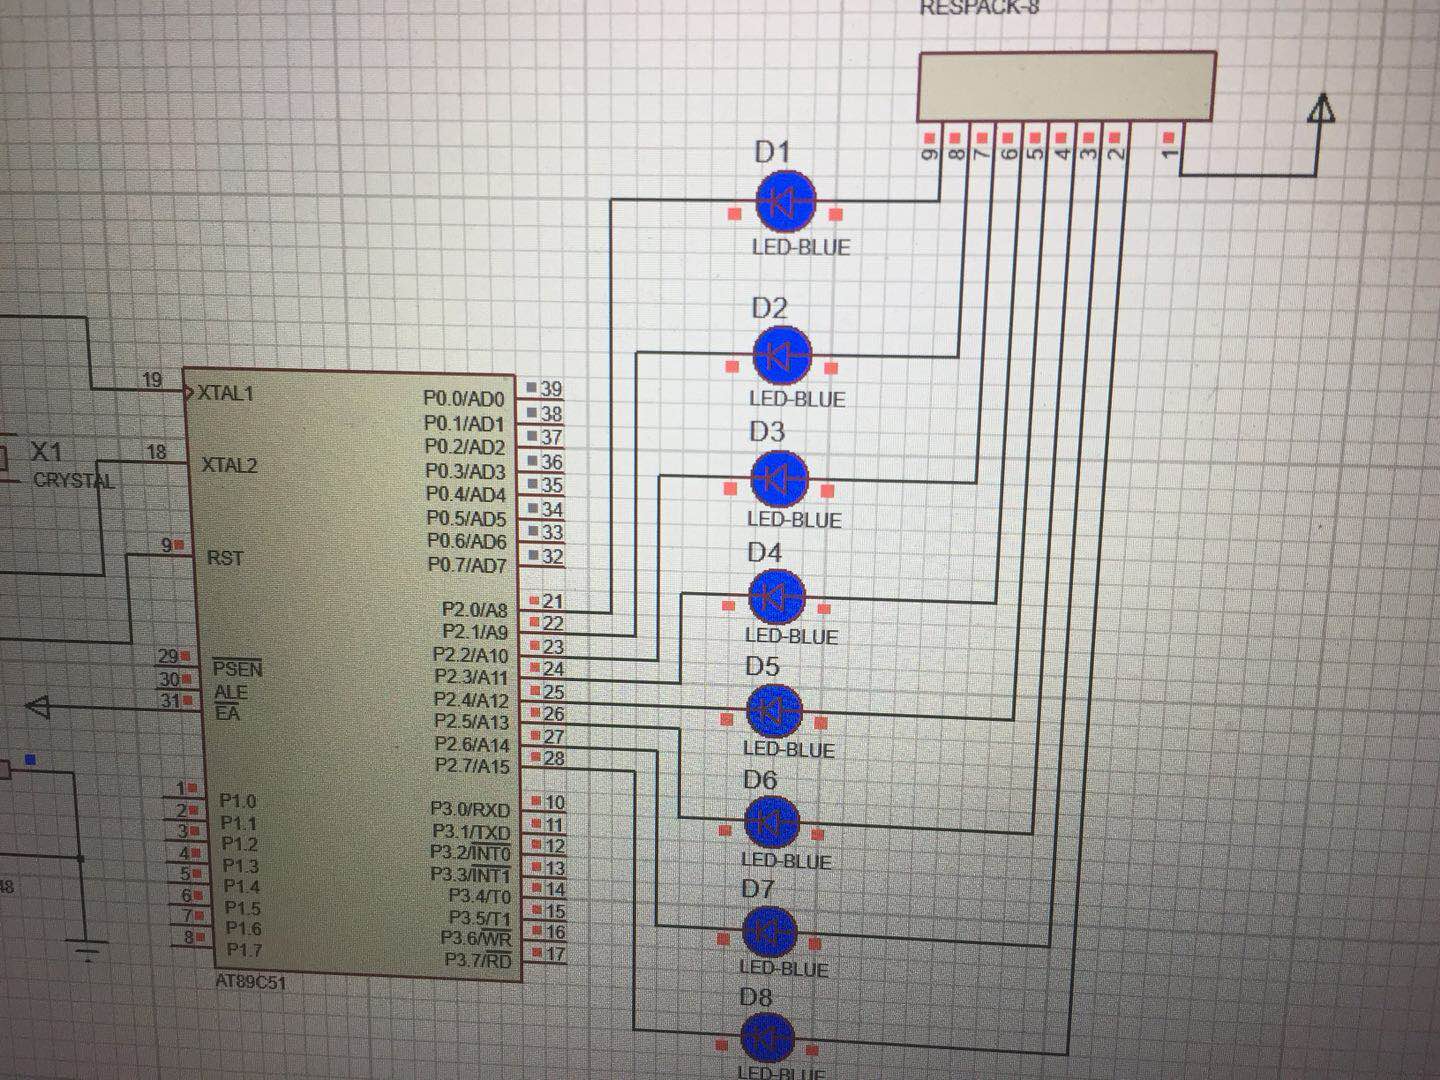 RESPACK-8
9
8
7
6
5
4
3
2
1
D1
LED-BLUE
D2
LED-BLUE
D3
LED-BLUE
D4
LED-BLUE
D5
LED-BLUE
D6
LED-BLUE
D7
LED-BLUE
D8
LED-BLUE
X1
CRYSTAL
19 XTAL1
18 XTAL2
9 RST
29 PSEN
30 ALE
31 EA
1 P1.0
2 P1.1
3 P1.2
4 P1.3
5 P1.4
6 P1.5
7 P1.6
8 P1.7
P0.0/AD0 39
P0.1/AD1 38
P0.2/AD2 37
P0.3/AD3 36
P0.4/AD4 35
P0.5/AD5 34
P0.6/AD6 33
P0.7/AD7 32
P2.0/A8 21
P2.1/A9 22
P2.2/A10 23
P2.3/A11 24
P2.4/A12 25
P2.5/A13 26
P2.6/A14 27
P2.7/A15 28
P3.0/RXD 10
P3.1/TXD 11
P3.2/INT0 12
P3.3/INT1 13
P3.4/T0 14
P3.5/T1 15
P3.6/WR 16
P3.7/RD 17
AT89C51